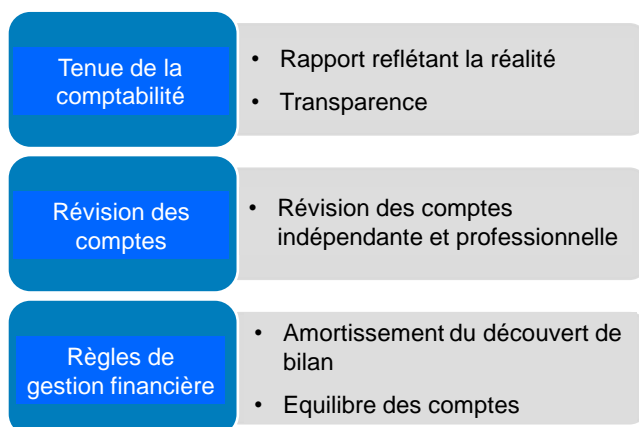 Tenue de la
comptabilité
• Rapport reflétant la réalité
• Transparence
Révision des
comptes
• Révision des comptes
indépendante et professionnelle
Règles de
gestion financière
• Amortissement du découvert de
bilan
• Equilibre des comptes